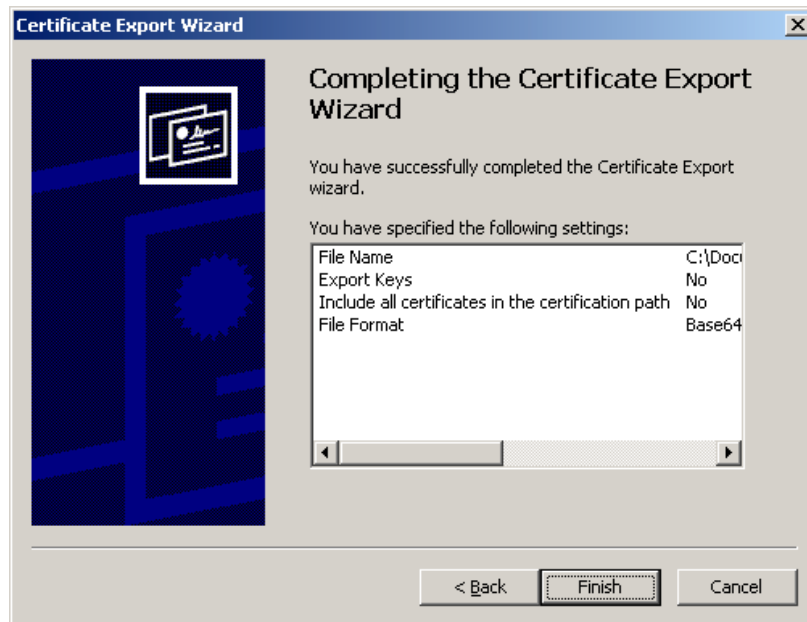 Certificate Export Wizard
Completing the Certificate Export
Wizard
You have successfully completed the Certificate Export
wizard.
You have specified the following settings:
File Name C:\Docu
Export Keys No
Include all certificates in the certification path No
File Format Base64
< Back Finish Cancel